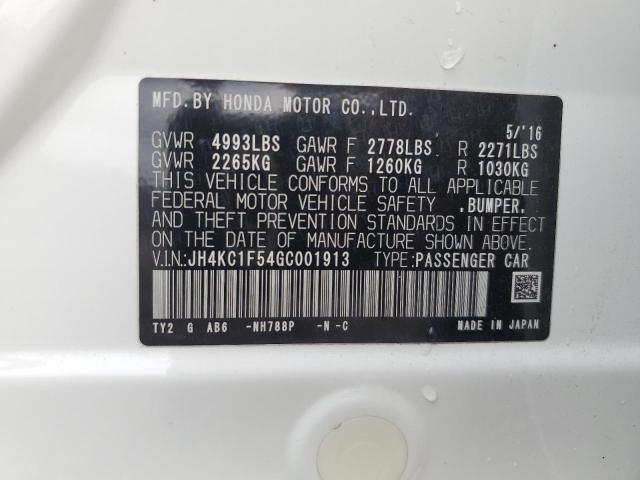 MFD.BY HONDA MOTOR CO.,LTD. 5/'16
GVWR 4993LBS GAWR F 2778LBS R 2271LBS
GVWR 2265KG GAWR F 1260KG R 1030KG
THIS VEHICLE CONFORMS TO ALL APPLICABLE
FEDERAL MOTOR VEHICLE SAFETY ,BUMPER,
AND THEFT PREVENTION STANDARDS IN EFFECT
ON THE DATE OF MANUFACTURE SHOWN ABOVE.
V.I.N.:JH4KC1F54GC001913 TYPE:PASSENGER CAR
TY2 G AB6 -NH788P -N -C MADE IN JAPAN